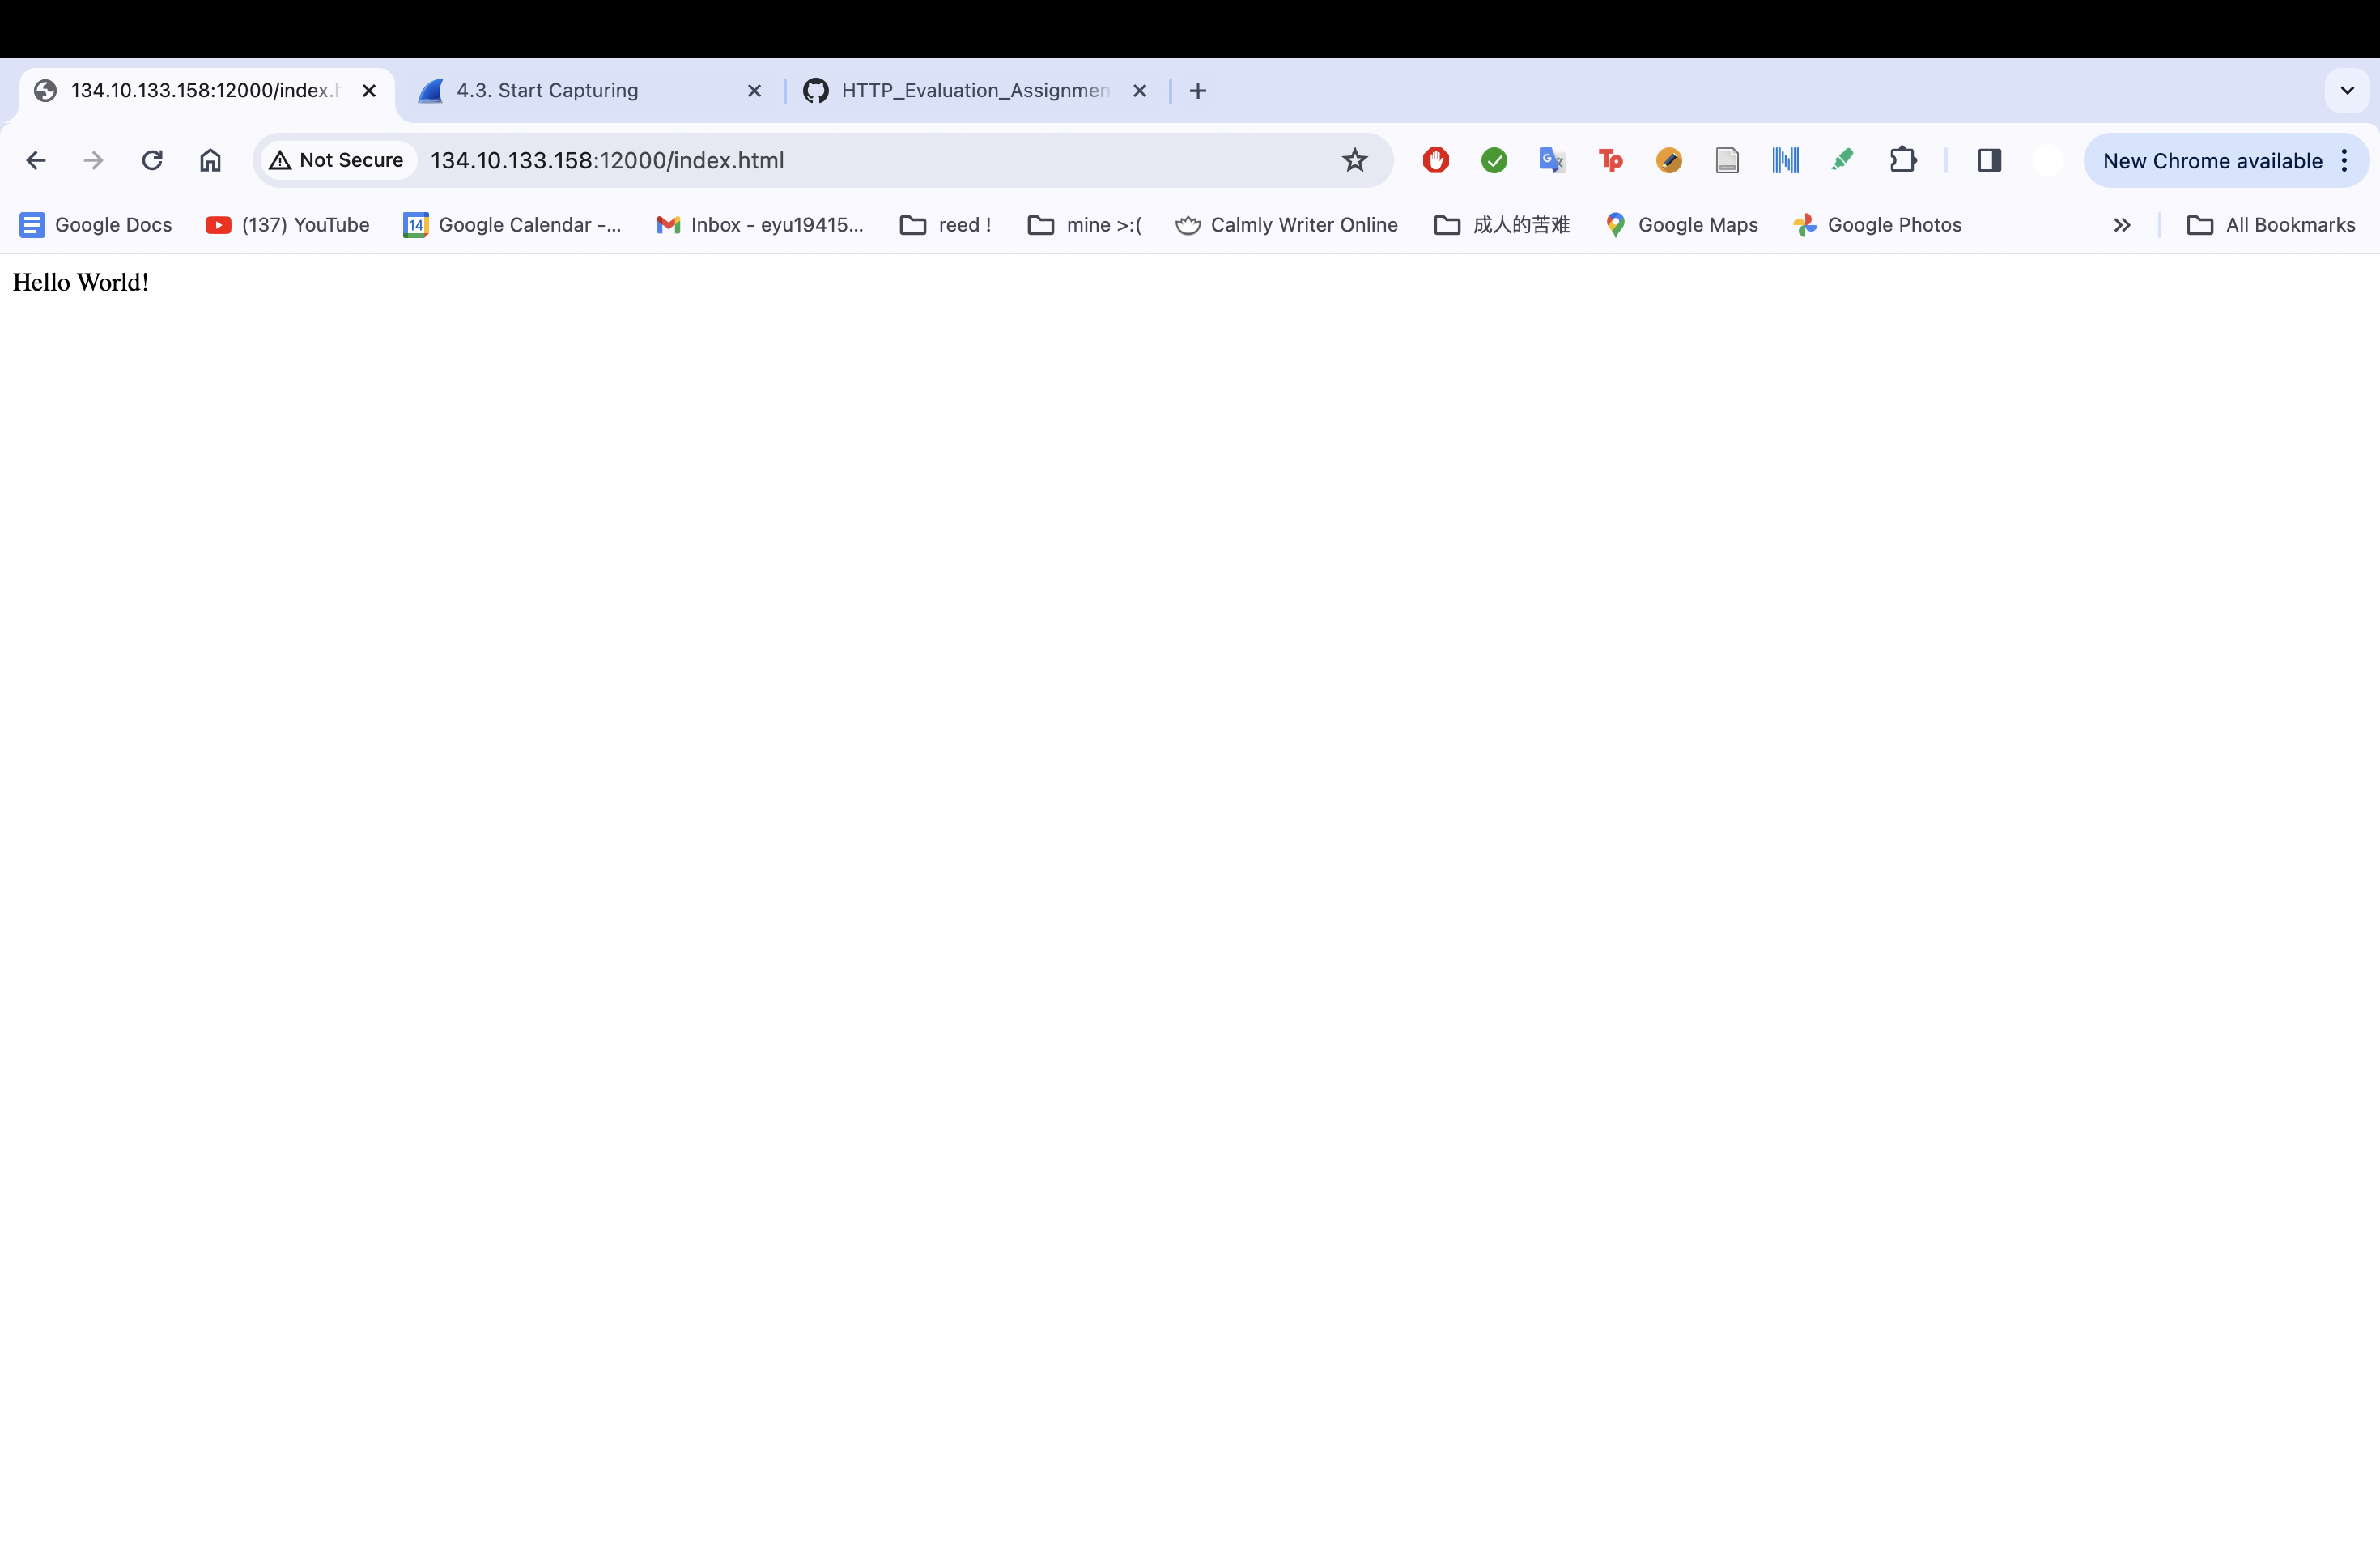 134.10.133.158:12000/index.h 4.3. Start Capturing HTTP_Evaluation_Assignmen
Not Secure 134.10.133.158:12000/index.html Tp New Chrome available
Google Docs (137) YouTube 14 Google Calendar -... Inbox - eyu19415... reed ! mine >:( Calmly Writer Online 成人的苦难 Google Maps Google Photos All Bookmarks
Hello World!